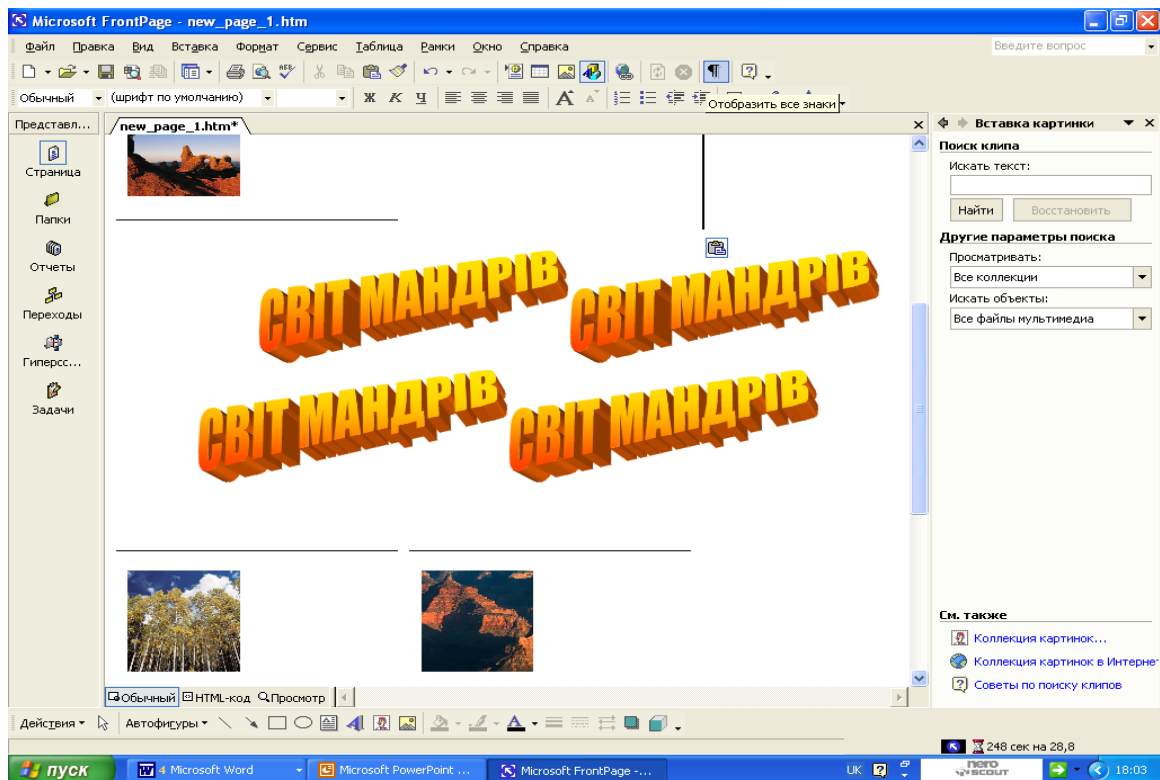 Microsoft FrontPage - new_page_1.htm
Файл Правка Вид Вставка Формат Сервис Таблица Рамки Окно Справка Введите вопрос
Обычный (шрифт по умолчанию) Ж К Ч
Отобразить все знаки
Представл... new_page_1.htm* Вставка картинки
Страница
Папки
Отчеты
Переходы
Гиперсс...
Задачи
СВІТ МАНДРІВ СВІТ МАНДРІВ
СВІТ МАНДРІВ СВІТ МАНДРІВ
Поиск клипа
Искать текст:
Найти Восстановить
Другие параметры поиска
Просматривать:
Все коллекции
Искать объекты:
Все файлы мультимедиа
См. также
Коллекция картинок...
Коллекция картинок в Интерне
Советы по поиску клипов
Обычный HTML-код Просмотр
Действия Автофигуры
248 сек на 28,8
пуск 4 Microsoft Word Microsoft PowerPoint ... Microsoft FrontPage -... UK nero SCOUT 18:03